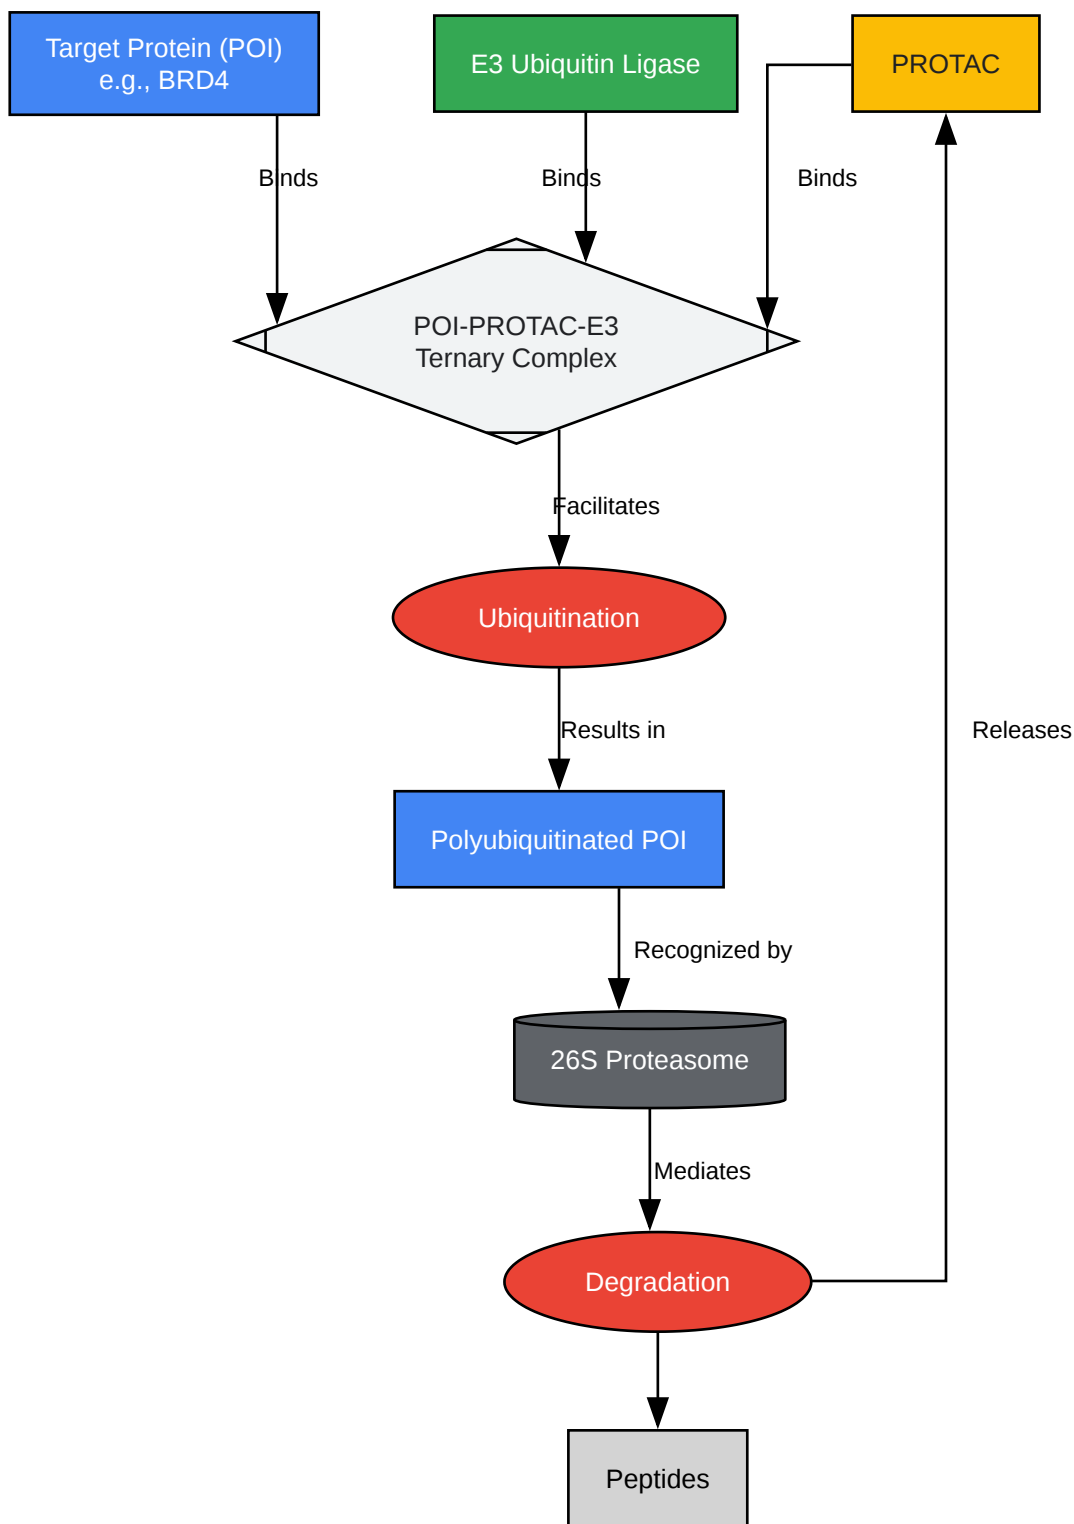 Target Protein (POI)
e.g., BRD4
E3 Ubiquitin Ligase
PROTAC
Binds
Binds
Binds
POI-PROTAC-E3
Ternary Complex
Facilitates
Ubiquitination
Results in
Releases
Polyubiquitinated POI
Recognized by
26S Proteasome
Mediates
Degradation
Peptides